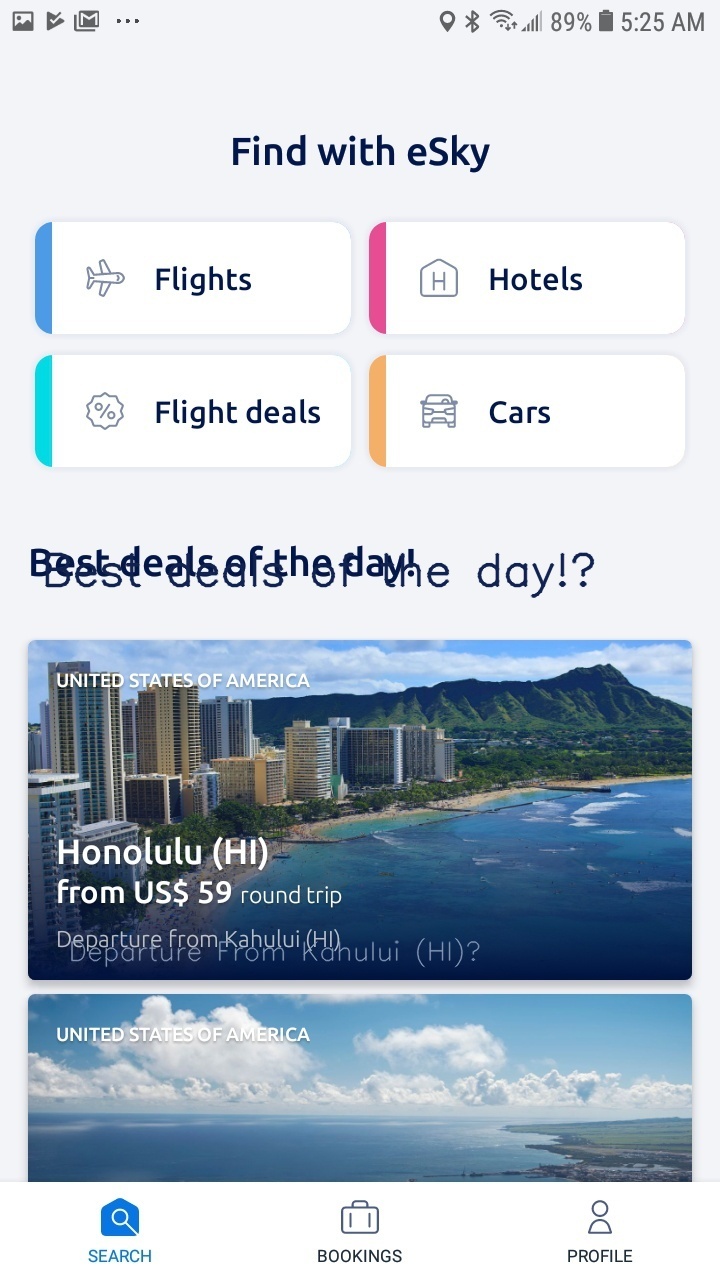 89% 5:25 AM
Find with eSky
Flights
Hotels
Flight deals
Cars
Best deals of the day!
Best deals of the day!?
UNITED STATES OF AMERICA
Honolulu (HI)
from US$ 59 round trip
Departure from Kahului (HI)
Departure From Kahului (HI)?
UNITED STATES OF AMERICA
SEARCH
BOOKINGS
PROFILE